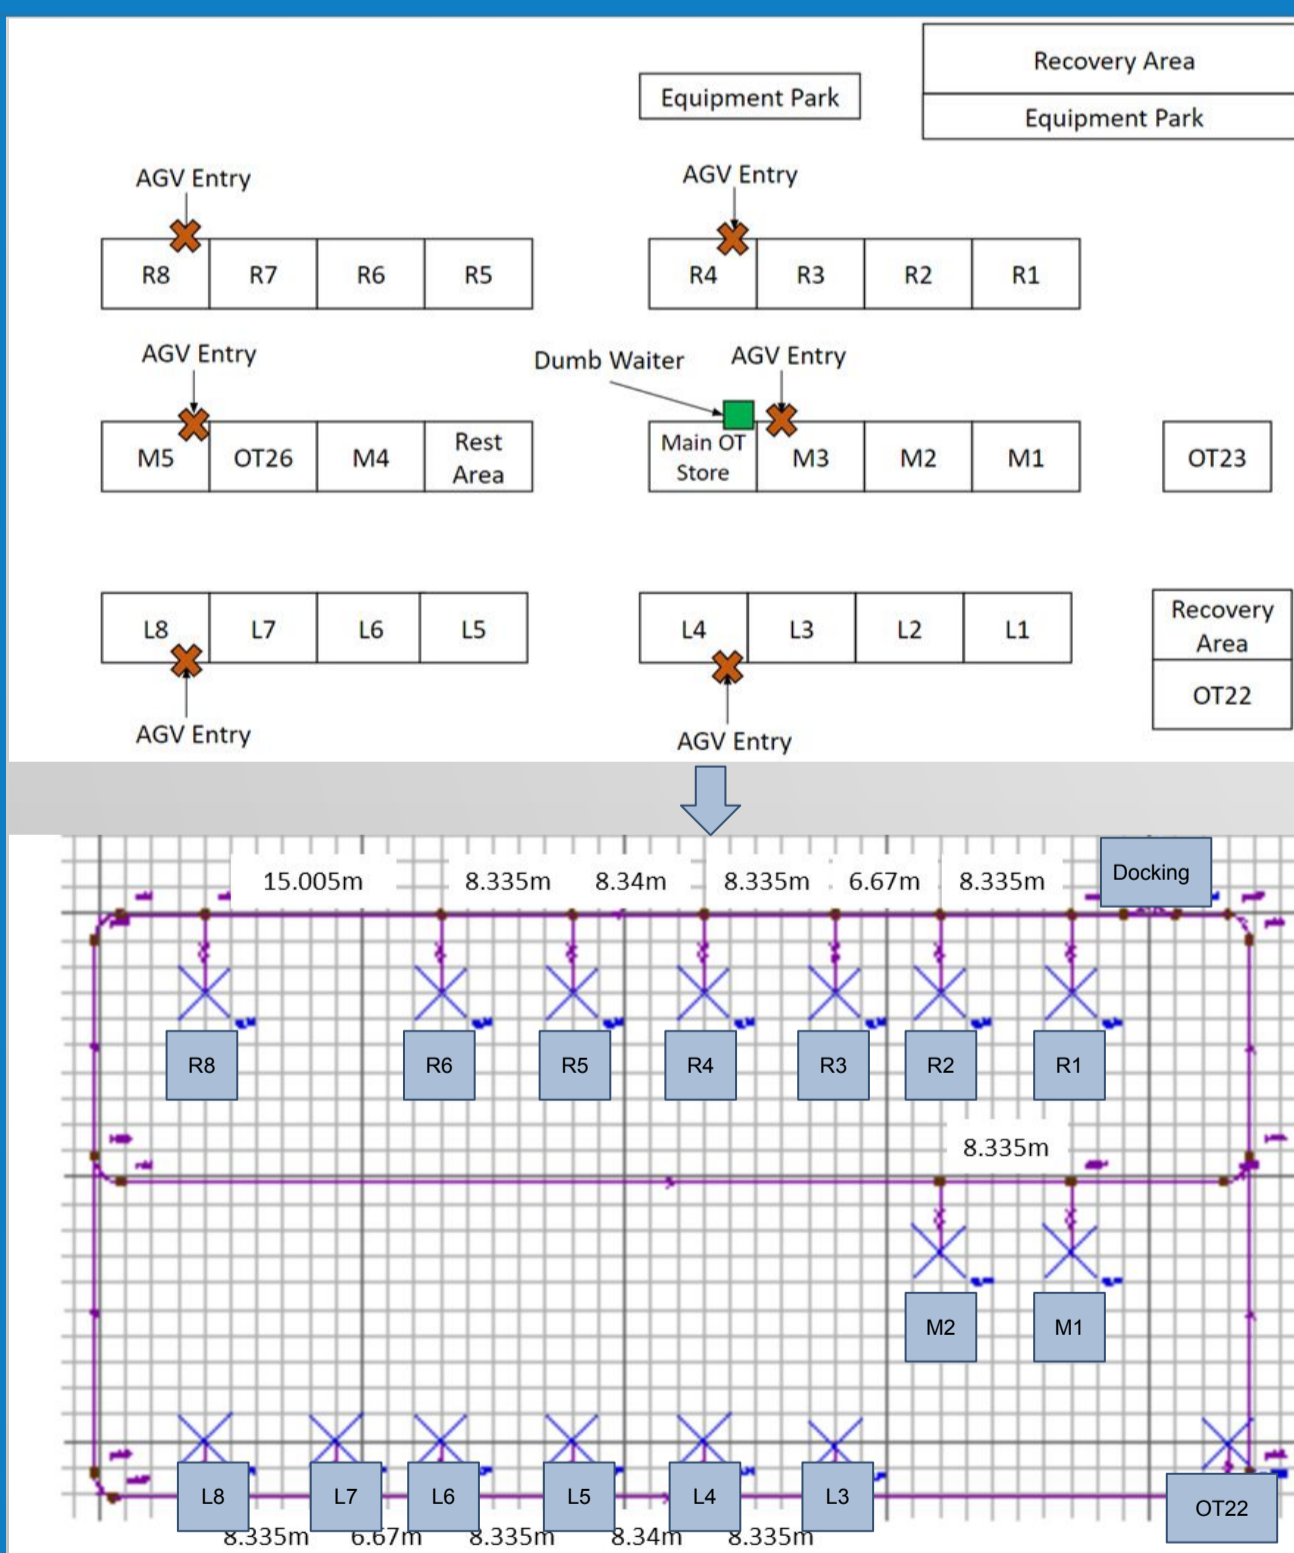 Recovery Area
Equipment Park
Equipment Park
AGV Entry
AGV Entry
R8 R7 R6 R5
R4 R3 R2 R1
AGV Entry
Dumb Waiter
AGV Entry
M5 OT26 M4 Rest Area
Main OT Store M3 M2 M1
OT23
L8 L7 L6 L5
L4 L3 L2 L1
Recovery Area
OT22
AGV Entry
AGV Entry
Docking
15.005m 8.335m 8.34m 8.335m 6.67m 8.335m
R8 R6 R5 R4 R3 R2 R1
8.335m
M2 M1
L8 L7 L6 L5 L4 L3
OT22
8.335m 6.67m 8.335m 8.34m 8.335m